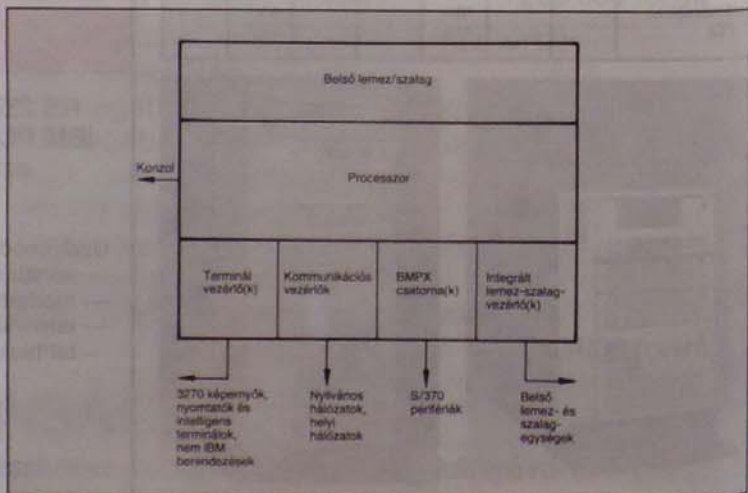 Belső lemez/szalag
Konzol
Processzor
Terminál
vezérlő(k)
Kommunikációs
vezérlők
BMPX
csatorna(k)
Integrált
lemez-szalag-
vezérlő(k)
3270 képernyők,
nyomtatók és
intelligens
terminálok,
nem IBM
berendezések
Nyilvános
hálózatok,
helyi
hálózatok
S/370
perifériák
Belső
lemez- és
szalag-
egységek